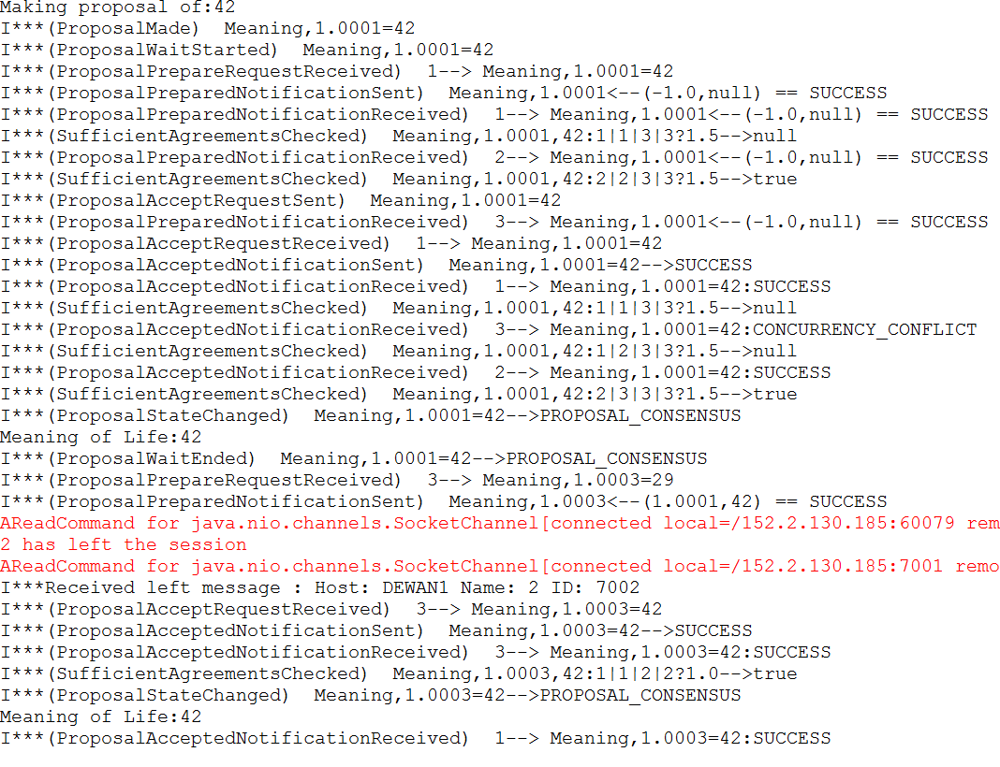 Making proposal of:42
I***(ProposalMade)  Meaning,1.0001=42
I***(ProposalWaitStarted)  Meaning,1.0001=42
I***(ProposalPrepareRequestReceived)  1--> Meaning,1.0001=42
I***(ProposalPreparedNotificationSent)  Meaning,1.0001<--(-1.0,null) == SUCCESS
I***(ProposalPreparedNotificationReceived)  1--> Meaning,1.0001<--(-1.0,null) == SUCCESS
I***(SufficientAgreementsChecked)  Meaning,1.0001,42:1|1|3|3?1.5-->null
I***(ProposalPreparedNotificationReceived)  2--> Meaning,1.0001<--(-1.0,null) == SUCCESS
I***(SufficientAgreementsChecked)  Meaning,1.0001,42:2|2|3|3?1.5-->true
I***(ProposalAcceptRequestSent)  Meaning,1.0001=42
I***(ProposalPreparedNotificationReceived)  3--> Meaning,1.0001<--(-1.0,null) == SUCCESS
I***(ProposalAcceptRequestReceived)  1--> Meaning,1.0001=42
I***(ProposalAcceptedNotificationSent)  Meaning,1.0001=42-->SUCCESS
I***(ProposalAcceptedNotificationReceived)  1--> Meaning,1.0001=42:SUCCESS
I***(SufficientAgreementsChecked)  Meaning,1.0001,42:1|1|3|3?1.5-->null
I***(ProposalAcceptedNotificationReceived)  3--> Meaning,1.0001=42:CONCURRENCY_CONFLICT
I***(SufficientAgreementsChecked)  Meaning,1.0001,42:1|2|3|3?1.5-->null
I***(ProposalAcceptedNotificationReceived)  2--> Meaning,1.0001=42:SUCCESS
I***(SufficientAgreementsChecked)  Meaning,1.0001,42:2|3|3|3?1.5-->true
I***(ProposalStateChanged)  Meaning,1.0001=42-->PROPOSAL_CONSENSUS
Meaning of Life:42
I***(ProposalWaitEnded)  Meaning,1.0001=42-->PROPOSAL_CONSENSUS
I***(ProposalPrepareRequestReceived)  3--> Meaning,1.0003=29
I***(ProposalPreparedNotificationSent)  Meaning,1.0003<--(1.0001,42) == SUCCESS
AReadCommand for java.nio.channels.SocketChannel[connected local=/152.2.130.185:60079 rem
2 has left the session
AReadCommand for java.nio.channels.SocketChannel[connected local=/152.2.130.185:7001 remo
I***Received left message : Host: DEWAN1 Name: 2 ID: 7002
I***(ProposalAcceptRequestReceived)  3--> Meaning,1.0003=42
I***(ProposalAcceptedNotificationSent)  Meaning,1.0003=42-->SUCCESS
I***(ProposalAcceptedNotificationReceived)  3--> Meaning,1.0003=42:SUCCESS
I***(SufficientAgreementsChecked)  Meaning,1.0003,42:1|1|2|2?1.0-->true
I***(ProposalStateChanged)  Meaning,1.0003=42-->PROPOSAL_CONSENSUS
Meaning of Life:42
I***(ProposalAcceptedNotificationReceived)  1--> Meaning,1.0003=42:SUCCESS